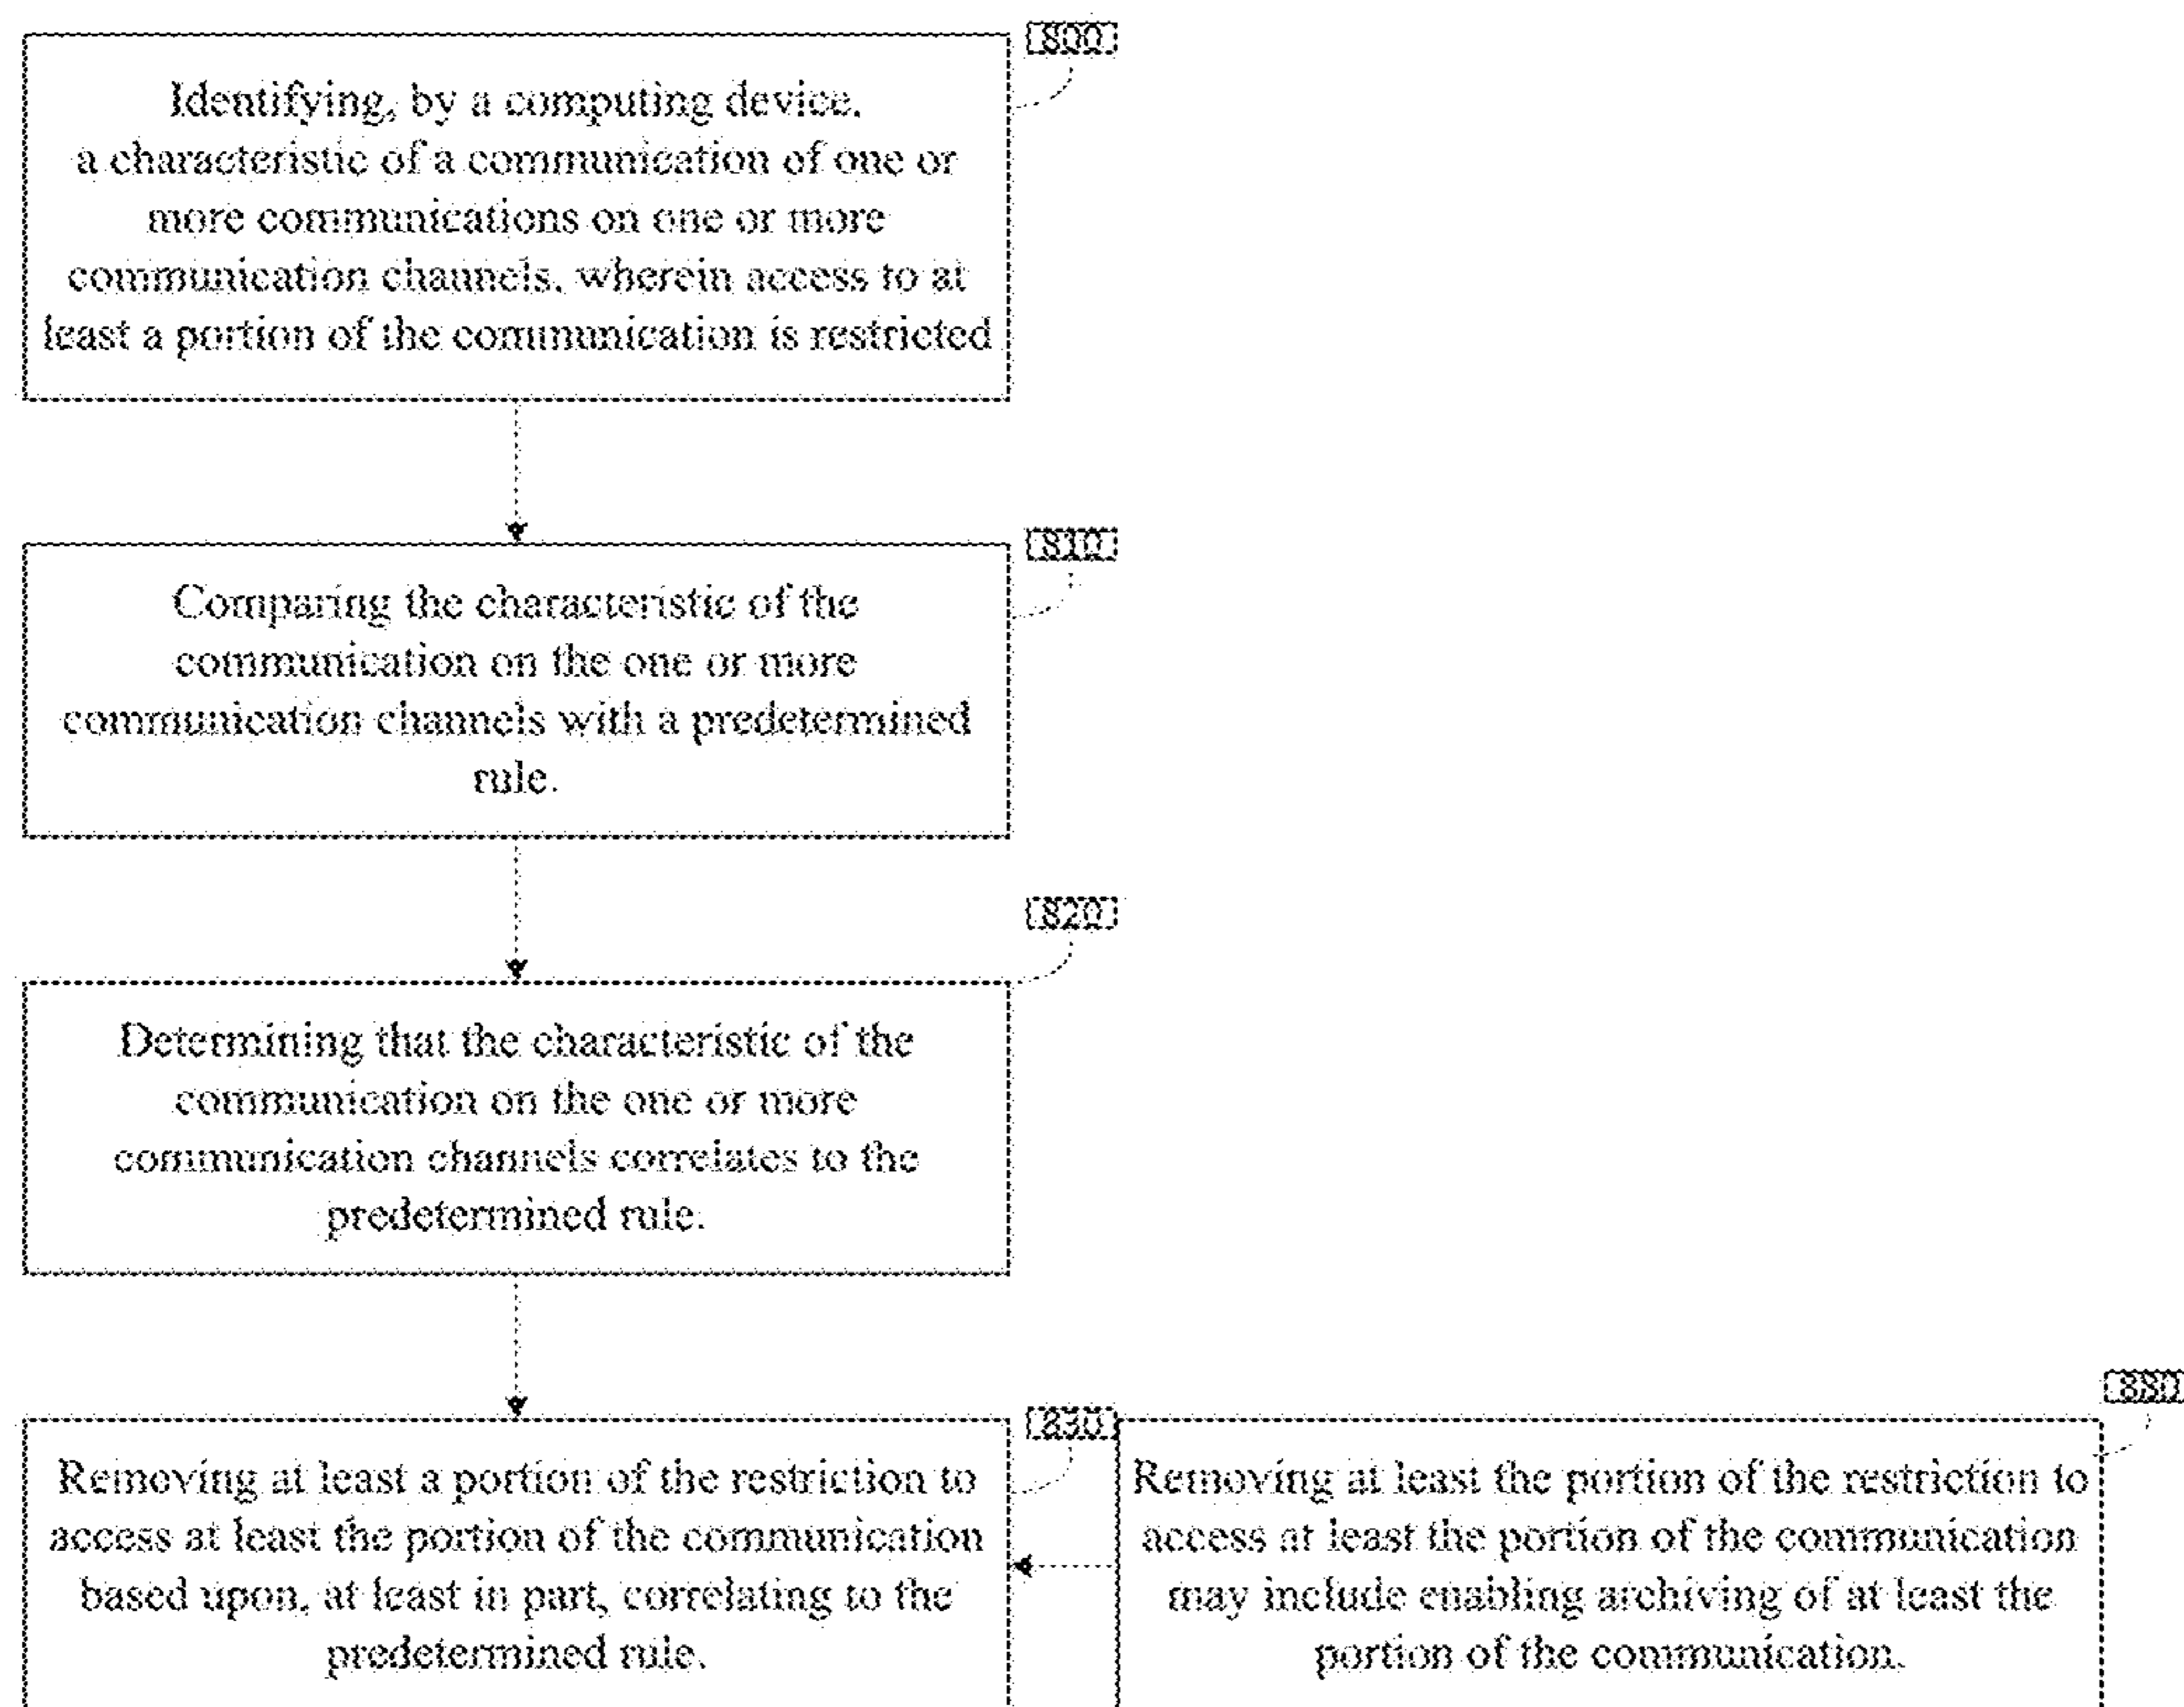 800
Identifying, by a computing device,
a characteristic of a communication of one or
more communications on one or more
communication channels, wherein access to at
least a portion of the communication is restricted
810
Comparing the characteristic of the
communication on the one or more
communication channels with a predetermined
rule.
820
Determining that the characteristic of the
communication on the one or more
communication channels correlates to the
predetermined rule.
830
Removing at least a portion of the restriction to
access at least the portion of the communication
based upon, at least in part, correlating to the
predetermined rule.
Removing at least the portion of the restriction to
access at least the portion of the communication
may include enabling archiving of at least the
portion of the communication.